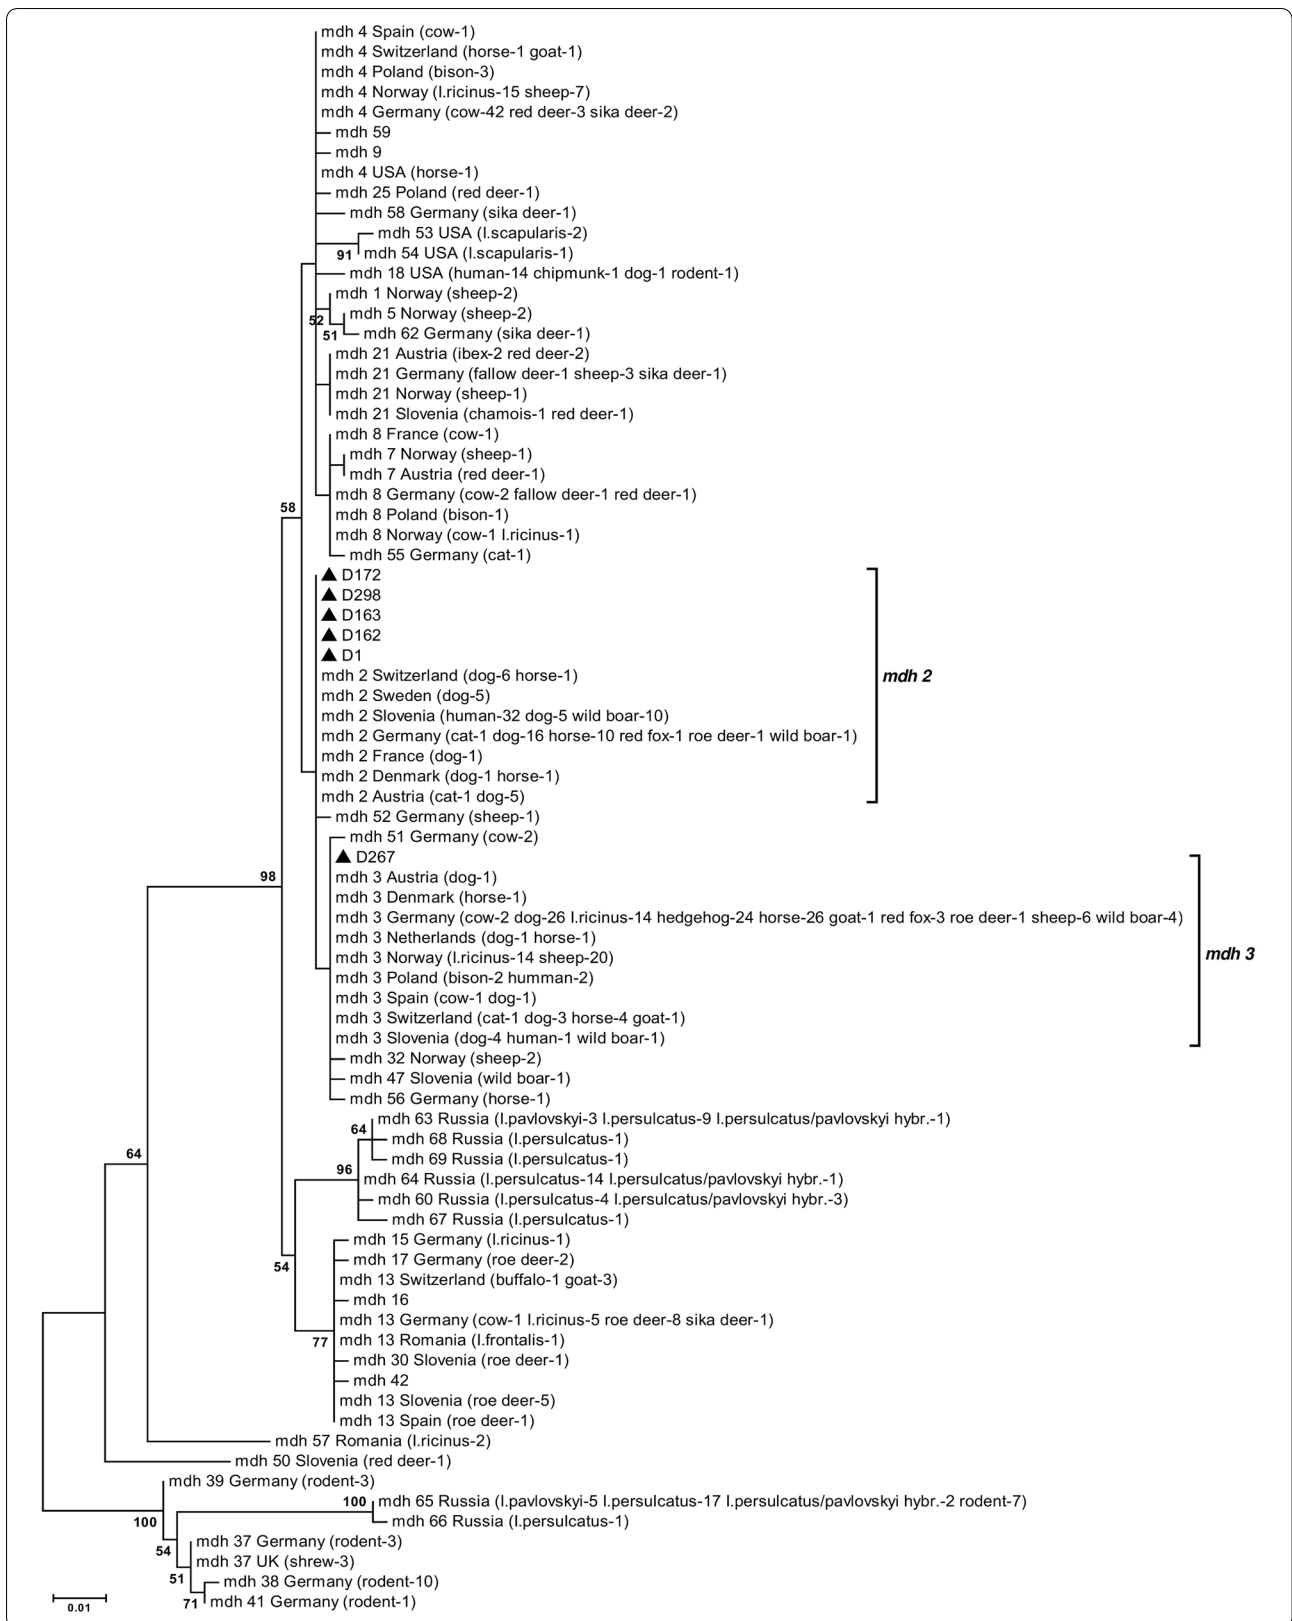 mdh 4 Spain (cow-1)
mdh 4 Switzerland (horse-1 goat-1)
mdh 4 Poland (bison-3)
mdh 4 Norway (I.ricinus-15 sheep-7)
mdh 4 Germany (cow-42 red deer-3 sika deer-2)
mdh 59
mdh 9
mdh 4 USA (horse-1)
mdh 25 Poland (red deer-1)
mdh 58 Germany (sika deer-1)
mdh 53 USA (I.scapularis-2)
91 mdh 54 USA (I.scapularis-1)
mdh 18 USA (human-14 chipmunk-1 dog-1 rodent-1)
mdh 1 Norway (sheep-2)
52 mdh 5 Norway (sheep-2)
51 mdh 62 Germany (sika deer-1)
mdh 21 Austria (ibex-2 red deer-2)
mdh 21 Germany (fallow deer-1 sheep-3 sika deer-1)
mdh 21 Norway (sheep-1)
mdh 21 Slovenia (chamois-1 red deer-1)
mdh 8 France (cow-1)
mdh 7 Norway (sheep-1)
mdh 7 Austria (red deer-1)
mdh 8 Germany (cow-2 fallow deer-1 red deer-1)
58 mdh 8 Poland (bison-1)
mdh 8 Norway (cow-1 I.ricinus-1)
mdh 55 Germany (cat-1)
D172
D298
D163
D162
D1
mdh 2 Switzerland (dog-6 horse-1) mdh 2
mdh 2 Sweden (dog-5)
mdh 2 Slovenia (human-32 dog-5 wild boar-10)
mdh 2 Germany (cat-1 dog-16 horse-10 red fox-1 roe deer-1 wild boar-1)
mdh 2 France (dog-1)
mdh 2 Denmark (dog-1 horse-1)
mdh 2 Austria (cat-1 dog-5)
mdh 52 Germany (sheep-1)
mdh 51 Germany (cow-2)
D267
98 mdh 3 Austria (dog-1)
mdh 3 Denmark (horse-1)
mdh 3 Germany (cow-2 dog-26 I.ricinus-14 hedgehog-24 horse-26 goat-1 red fox-3 roe deer-1 sheep-6 wild boar-4)
mdh 3 Netherlands (dog-1 horse-1)
mdh 3 Norway (I.ricinus-14 sheep-20) mdh 3
mdh 3 Poland (bison-2 humman-2)
mdh 3 Spain (cow-1 dog-1)
mdh 3 Switzerland (cat-1 dog-3 horse-4 goat-1)
mdh 3 Slovenia (dog-4 human-1 wild boar-1)
mdh 32 Norway (sheep-2)
mdh 47 Slovenia (wild boar-1)
mdh 56 Germany (horse-1)
mdh 63 Russia (I.pavlovskyi-3 I.persulcatus-9 I.persulcatus/pavlovskyi hybr.-1)
64 mdh 68 Russia (I.persulcatus-1)
64 mdh 69 Russia (I.persulcatus-1)
96 mdh 64 Russia (I.persulcatus-14 I.persulcatus/pavlovskyi hybr.-1)
mdh 60 Russia (I.persulcatus-4 I.persulcatus/pavlovskyi hybr.-3)
mdh 67 Russia (I.persulcatus-1)
mdh 15 Germany (I.ricinus-1)
54 mdh 17 Germany (roe deer-2)
mdh 13 Switzerland (buffalo-1 goat-3)
mdh 16
mdh 13 Germany (cow-1 I.ricinus-5 roe deer-8 sika deer-1)
77 mdh 13 Romania (I.frontalis-1)
mdh 30 Slovenia (roe deer-1)
mdh 42
mdh 13 Slovenia (roe deer-5)
mdh 13 Spain (roe deer-1)
mdh 57 Romania (I.ricinus-2)
mdh 50 Slovenia (red deer-1)
mdh 39 Germany (rodent-3)
100 mdh 65 Russia (I.pavlovskyi-5 I.persulcatus-17 I.persulcatus/pavlovskyi hybr.-2 rodent-7)
100 mdh 66 Russia (I.persulcatus-1)
54 mdh 37 Germany (rodent-3)
mdh 37 UK (shrew-3)
51 mdh 38 Germany (rodent-10)
71 mdh 41 Germany (rodent-1)
0.01